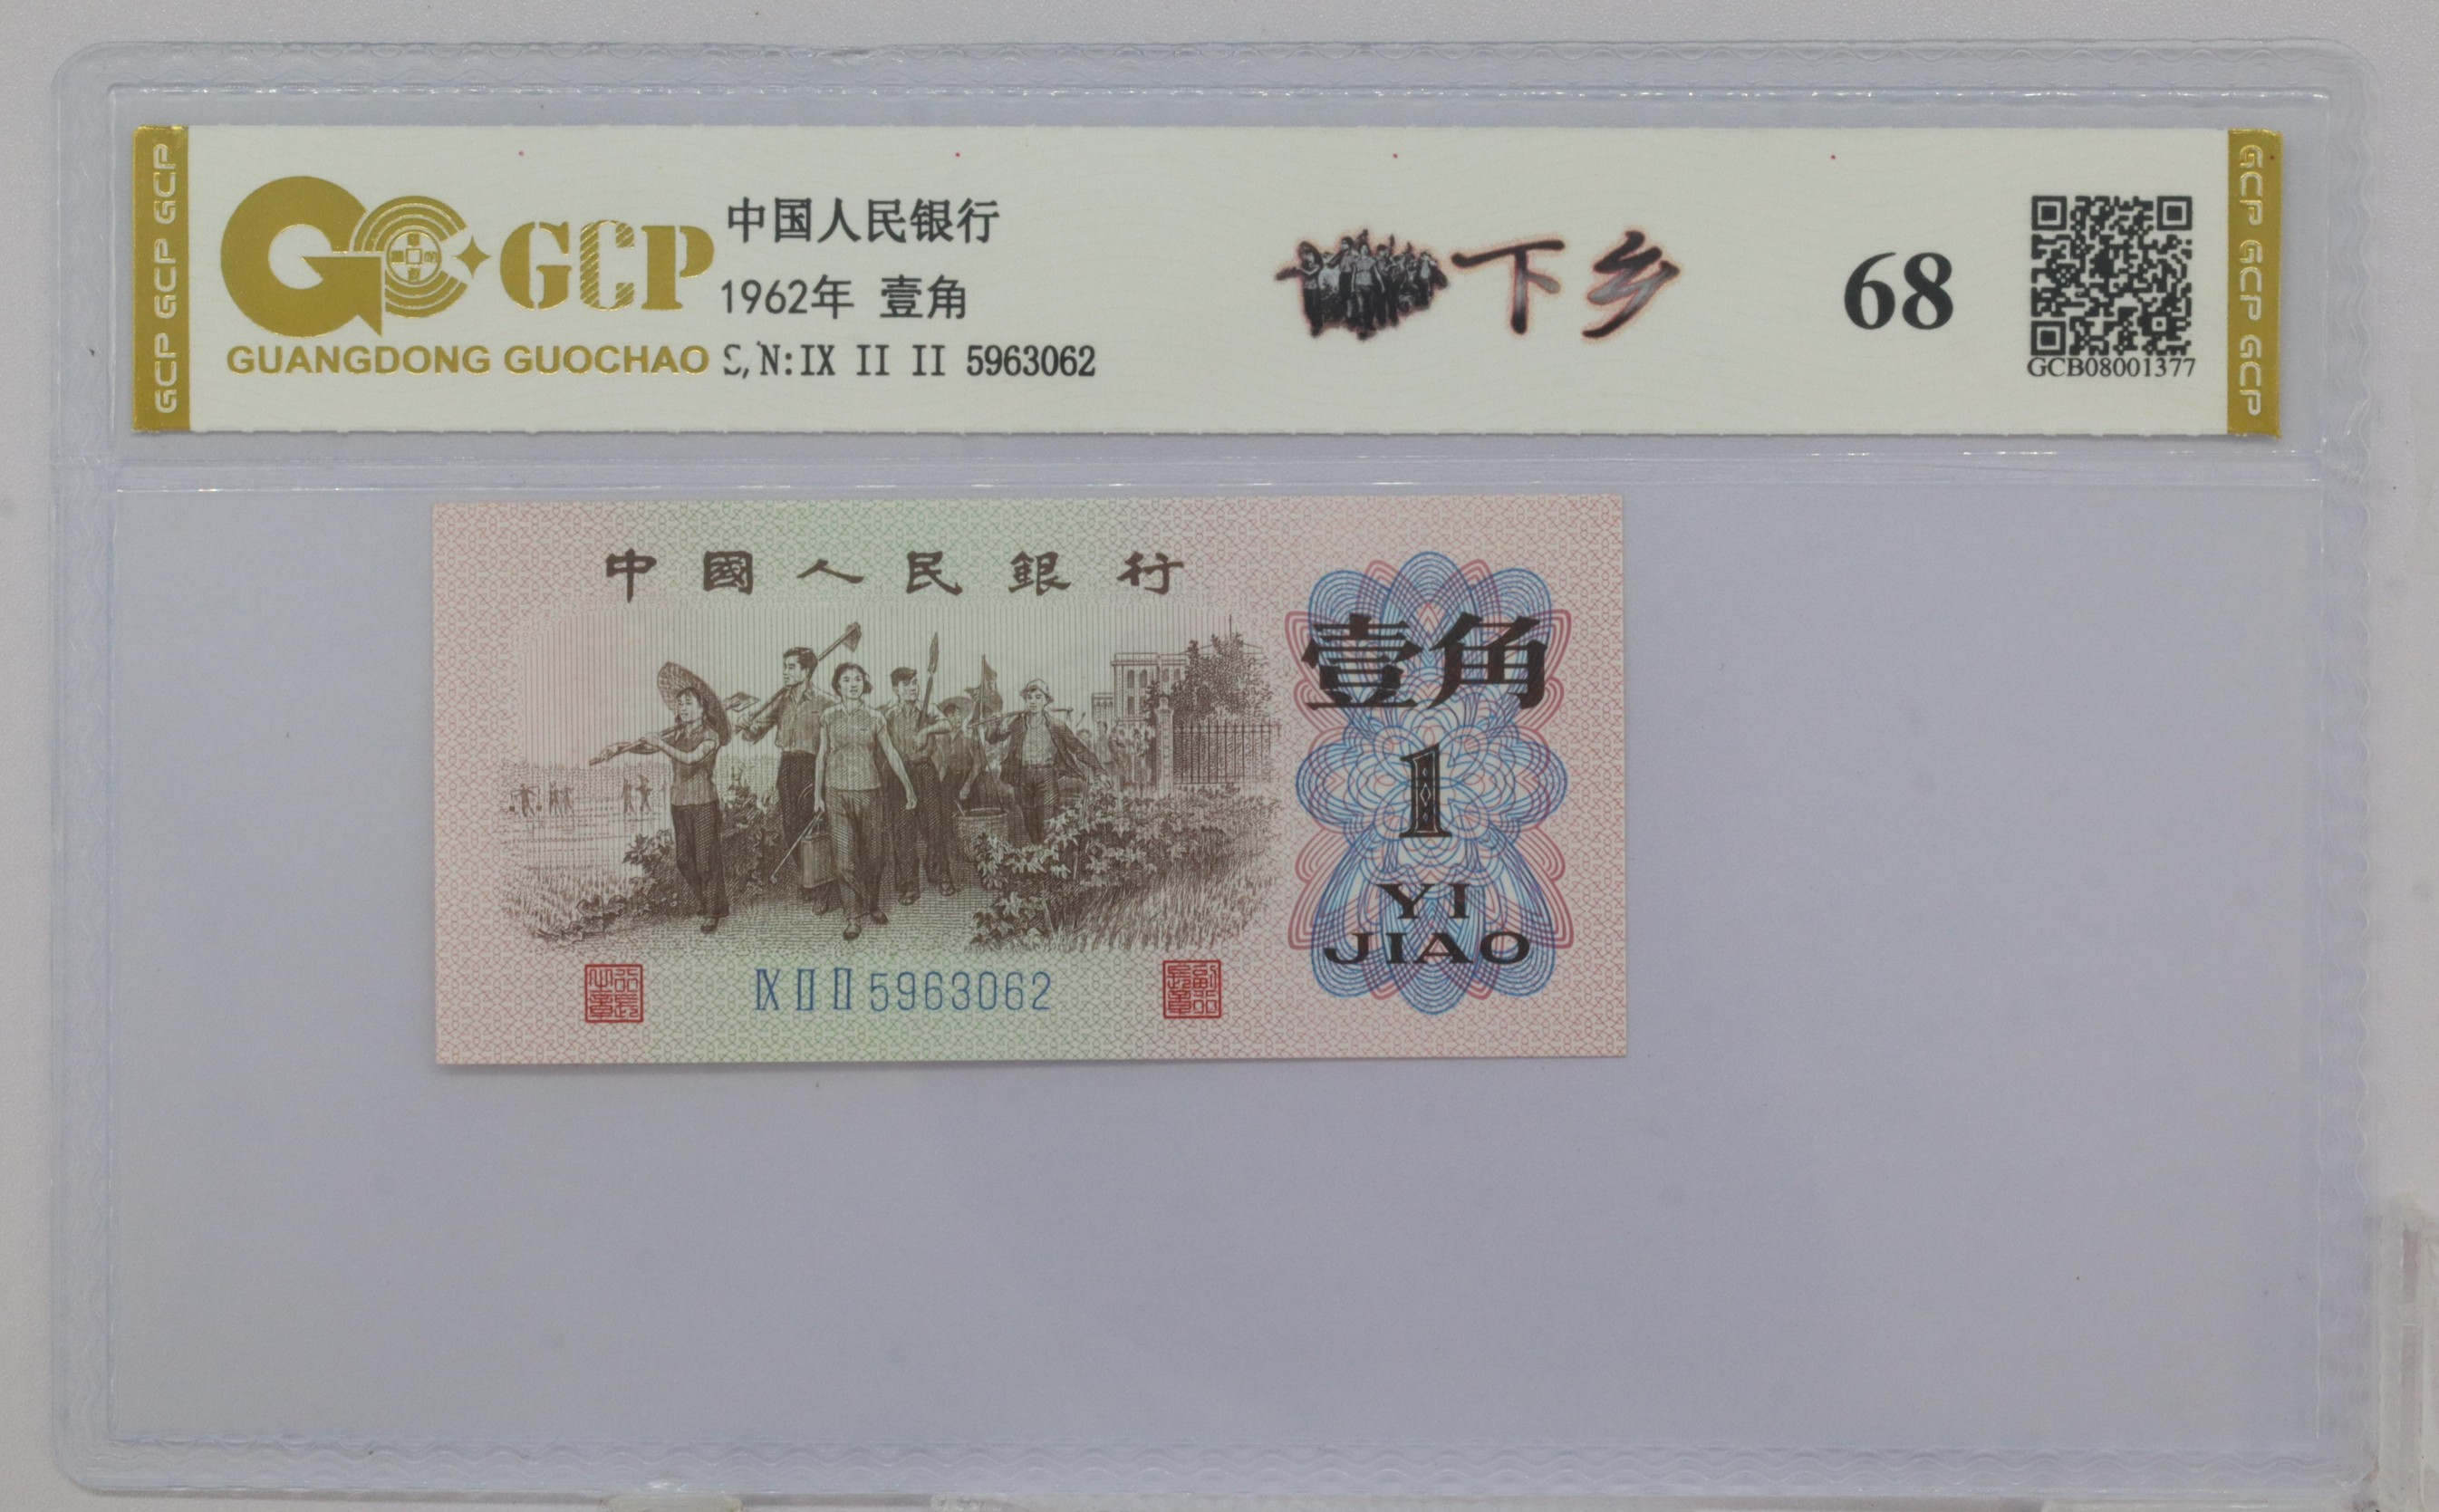 GCP GCP GCP
GCP
GUANGDONG GUOCHAO
中国人民银行
1962年 壹角
S/N:IX II II 5963062
下乡
68
GCB08001377
GCP GCP GCP
中國人民銀行
壹角
1
YI
JIAO
IX II II 5963062